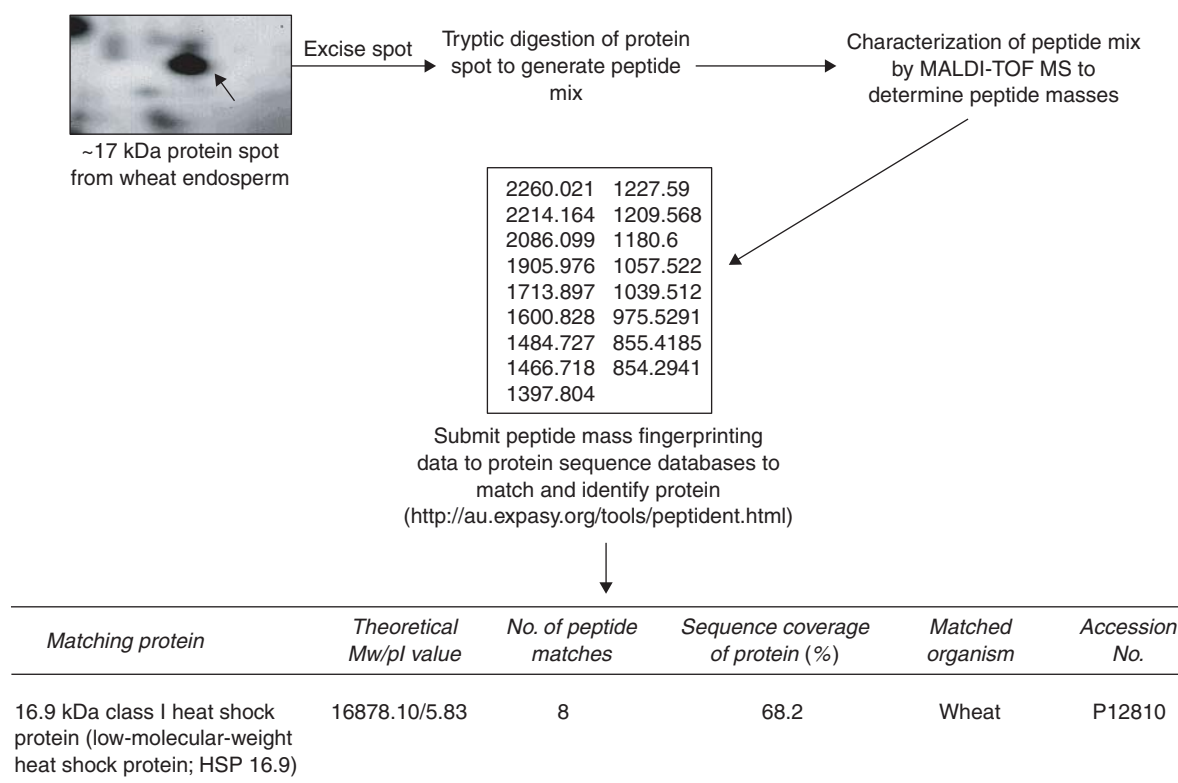 Excise spot
Tryptic digestion of protein
spot to generate peptide
mix
Characterization of peptide mix
by MALDI-TOF MS to
determine peptide masses
~17 kDa protein spot
from wheat endosperm
2260.021 1227.59
2214.164 1209.568
2086.099 1180.6
1905.976 1057.522
1713.897 1039.512
1600.828 975.5291
1484.727 855.4185
1466.718 854.2941
1397.804
Submit peptide mass fingerprinting
data to protein sequence databases to
match and identify protein
(http://au.expasy.org/tools/peptident.html)
Matching protein
Theoretical
Mw/pI value
No. of peptide
matches
Sequence coverage
of protein (%)
Matched
organism
Accession
No.
16.9 kDa class I heat shock
protein (low-molecular-weight
heat shock protein; HSP 16.9)
16878.10/5.83
8
68.2
Wheat
P12810